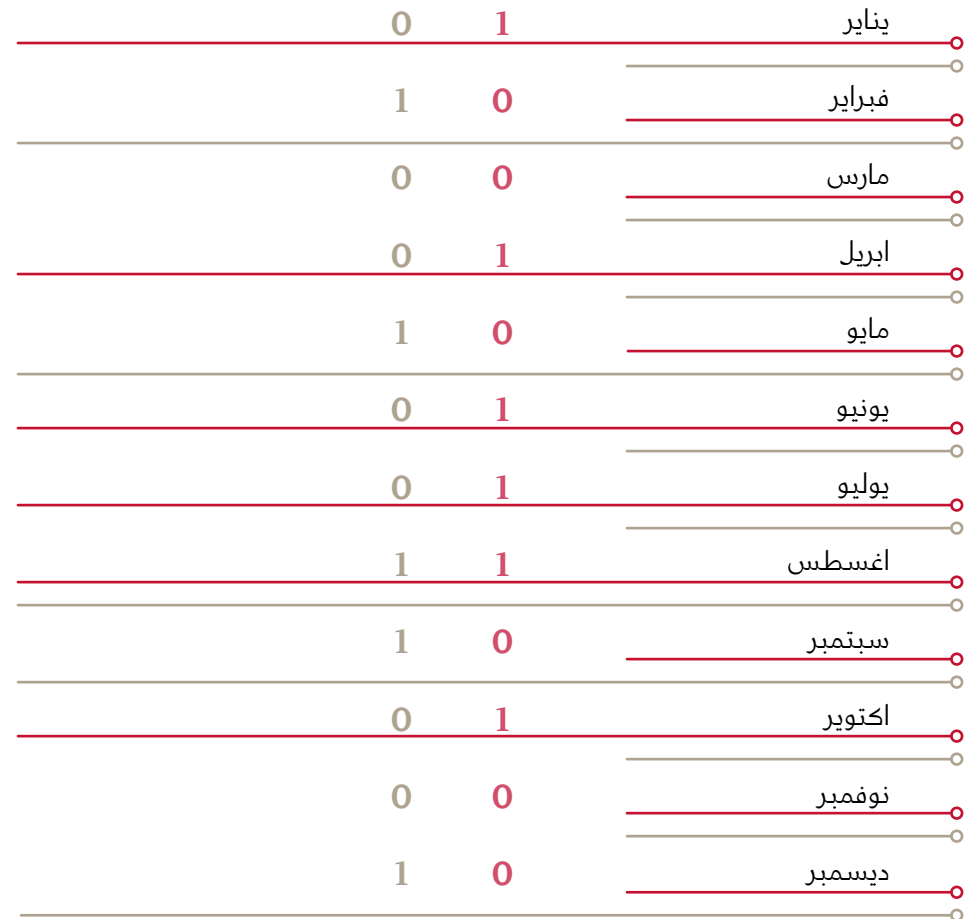 يناير 1 0
فبراير 0 1
مارس 0 0
ابريل 1 0
مايو 0 1
يونيو 1 0
يوليو 1 0
اغسطس 1 1
سبتمبر 0 1
اكتوير 1 0
نوفمبر 0 0
ديسمبر 0 1